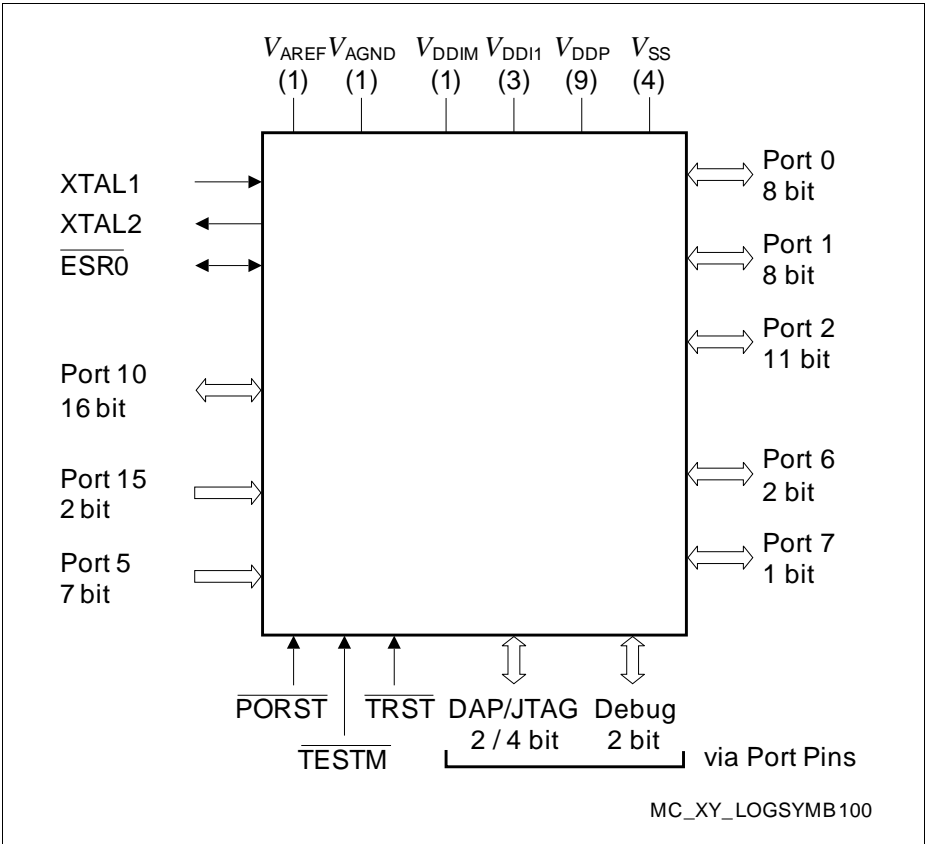 VAREF VAGND VDDIM VDDI1 VDDP VSS
(1) (1) (1) (3) (9) (4)
XTAL1
XTAL2
ESR0
Port 10
16 bit
Port 15
2 bit
Port 5
7 bit
Port 0
8 bit
Port 1
8 bit
Port 2
11 bit
Port 6
2 bit
Port 7
1 bit
PORST TRST DAP/JTAG Debug
2 / 4 bit 2 bit
TESTM
via Port Pins
MC_XY_LOGSYMB100